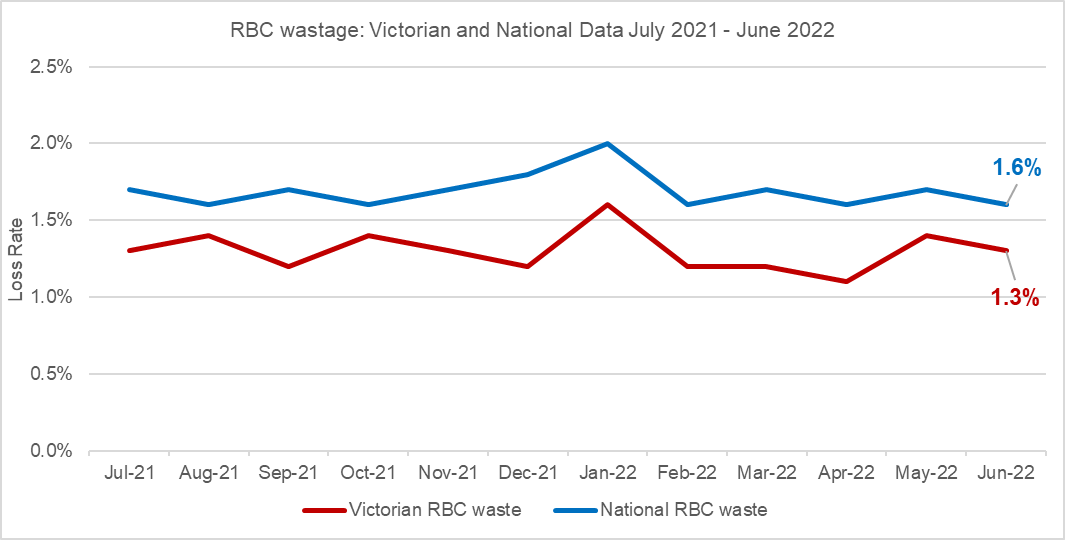 RBC wastage: Victorian and National Data July 2021 - June 2022
2.5%
2.0%
1.5%
1.0%
0.5%
0.0%
Loss Rate
1.6%
1.3%
Jul-21 Aug-21 Sep-21 Oct-21 Nov-21 Dec-21 Jan-22 Feb-22 Mar-22 Apr-22 May-22 Jun-22
Victorian RBC waste National RBC waste